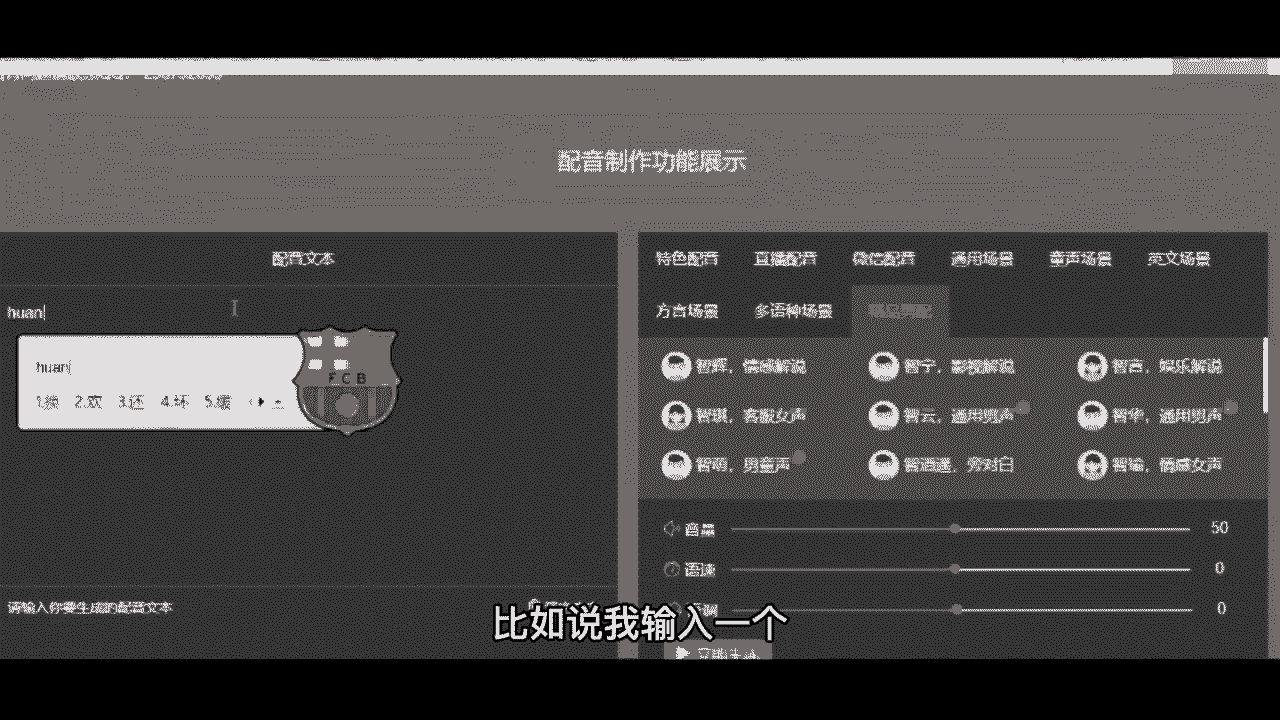 配音制作功能展示
配音文本
huan
huan
1.换 2.欢 3.还 4.环 5.缓
FCB
请输入你要生成的配音文本
特色配音 直播配音 微信配音 通用场景 童声场景 英文场景
方言场景 多语种场景
智辉，情感解说 智宁，影视解说 智言，娱乐解说
智琪，客服女声 智云，通用男声 智华，通用男声
智萌，男童声 智逍遥，旁对白 智瑜，情感女声
音量 50
语速 0
0
比如说我输入一个